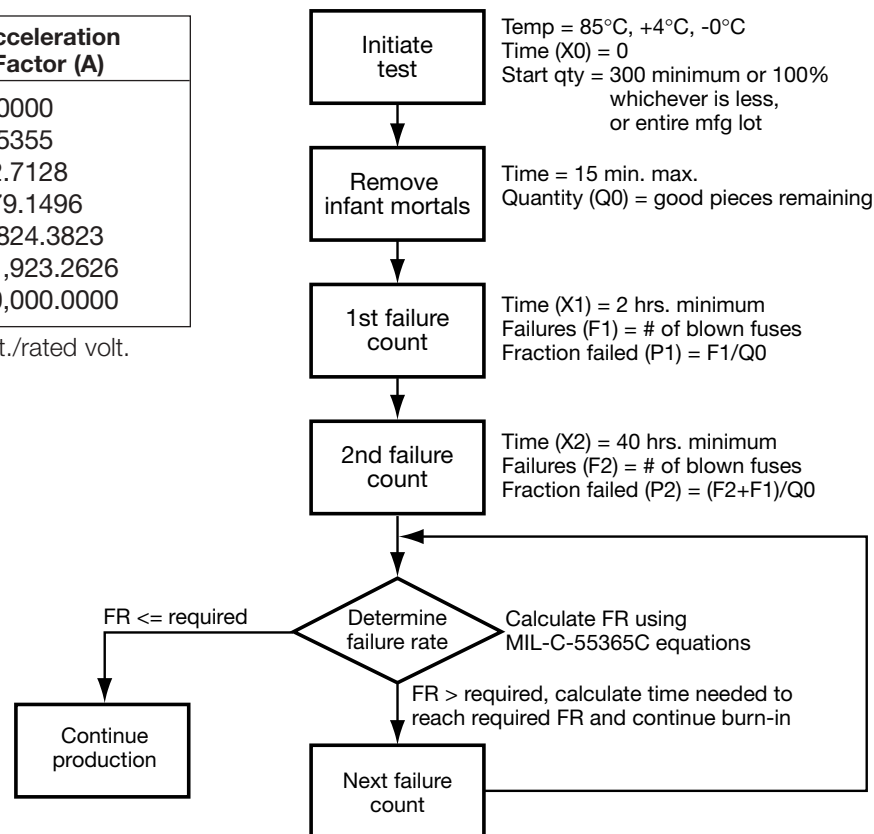 cceleration
Factor (A)
0000
5355
2.7128
79.1496
824.3823
,923.2626
0,000.0000
t./rated volt.
Initiate
test
Temp = 85°C, +4°C, -0°C
Time (X0) = 0
Start qty = 300 minimum or 100%
whichever is less,
or entire mfg lot
Remove
infant mortals
Time = 15 min. max.
Quantity (Q0) = good pieces remaining
1st failure
count
Time (X1) = 2 hrs. minimum
Failures (F1) = # of blown fuses
Fraction failed (P1) = F1/Q0
2nd failure
count
Time (X2) = 40 hrs. minimum
Failures (F2) = # of blown fuses
Fraction failed (P2) = (F2+F1)/Q0
FR <= required
Determine
failure rate
Calculate FR using
MIL-C-55365C equations
FR > required, calculate time needed to
reach required FR and continue burn-in
Continue
production
Next failure
count